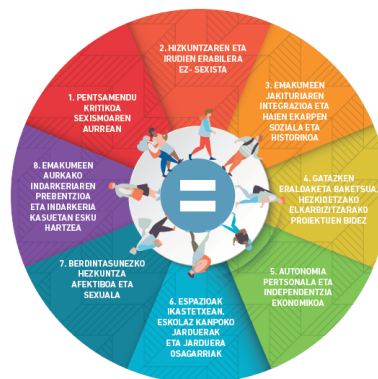 1. PENTSAMENDU
KRITIKOA
SEXISMOAREN
AURREAN
2. HIZKUNTZAREN ETA
IRUDIEN ERABILERA
EZ- SEXISTA
3. EMAKUMEEN
JAKITURIAREN
INTEGRAZIOA ETA
HAIEN EKARPEN
SOZIALA ETA
HISTORIKOA
4. GATAZKEN
ERALDAKETA BAKETSUA,
HEZKIDETZAKO
ELKARBIZITZARAKO
PROIEKTUEN BIDEZ
5. AUTONOMIA
PERTSONALA ETA
INDEPENDENTZIA
EKONOMIKOA
6. ESPAZIOAK
IKASTETXEAN,
ESKOLAZ KANPOKO
JARDUERAK
ETA JARDUERA
OSAGARRIAK
7. BERDINTASUNEZKO
HEZKUNTZA
AFEKTIBOA ETA
SEXUALA
8. EMAKUMEEN
AURKAKO
INDARKERIAREN
PREBENTZIOA
ETA INDARKERIA
KASUETAN ESKU
HARTZEA
=